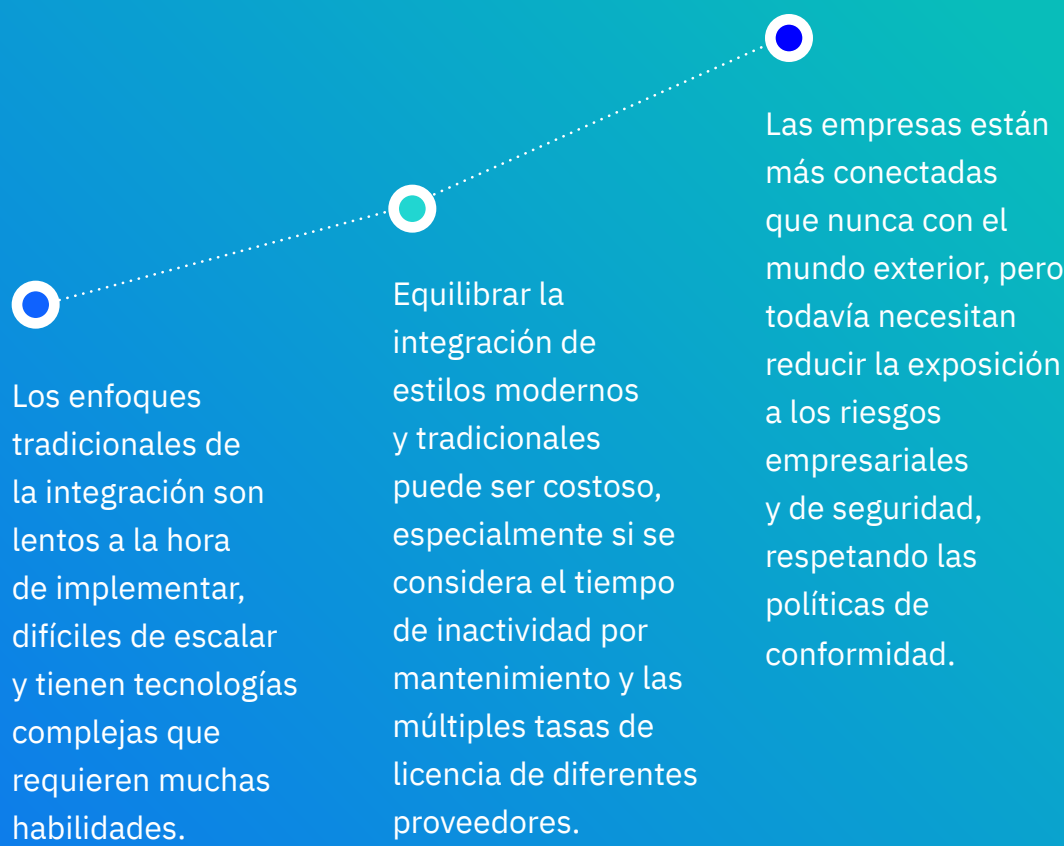 Los enfoques
tradicionales de
la integración son
lentos a la hora
de implementar,
difíciles de escalar
y tienen tecnologías
complejas que
requieren muchas
habilidades.
Equilibrar la
integración de
estilos modernos
y tradicionales
puede ser costoso,
especialmente si se
considera el tiempo
de inactividad por
mantenimiento y las
múltiples tasas de
licencia de diferentes
proveedores.
Las empresas están
más conectadas
que nunca con el
mundo exterior, pero
todavía necesitan
reducir la exposición
a los riesgos
empresariales
y de seguridad,
respetando las
políticas de
conformidad.